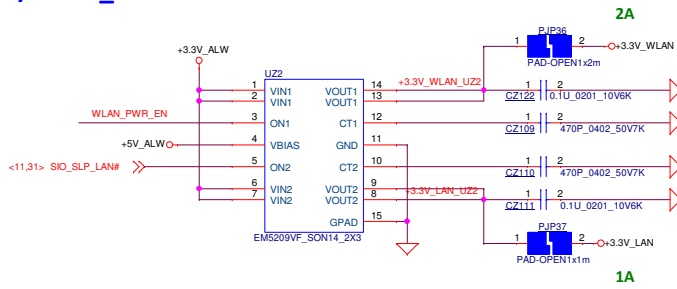 2A
PJP36
1 2
+3.3V_WLAN
PAD-OPEN1x2m
+3.3V_ALW
UZ2
1 VIN1 VOUT1 14 +3.3V_WLAN_UZ2
2 VIN1 VOUT1 13
1 2
CZ122 0.1U_0201_10V6K
WLAN_PWR_EN 3 ON1 CT1 12
1 2
CZ109 470P_0402_50V7K
+5V_ALW 4 VBIAS GND 11
<11,31> SIO_SLP_LAN# 5 ON2 CT2 10
1 2
CZ110 470P_0402_50V7K
6 VIN2 VOUT2 9 +3.3V_LAN_UZ2
7 VIN2 VOUT2 8
1 2
CZ111 0.1U_0201_10V6K
GPAD 15
EM5209VF_SON14_2X3
PJP37
1 2
+3.3V_LAN
PAD-OPEN1x1m
1A